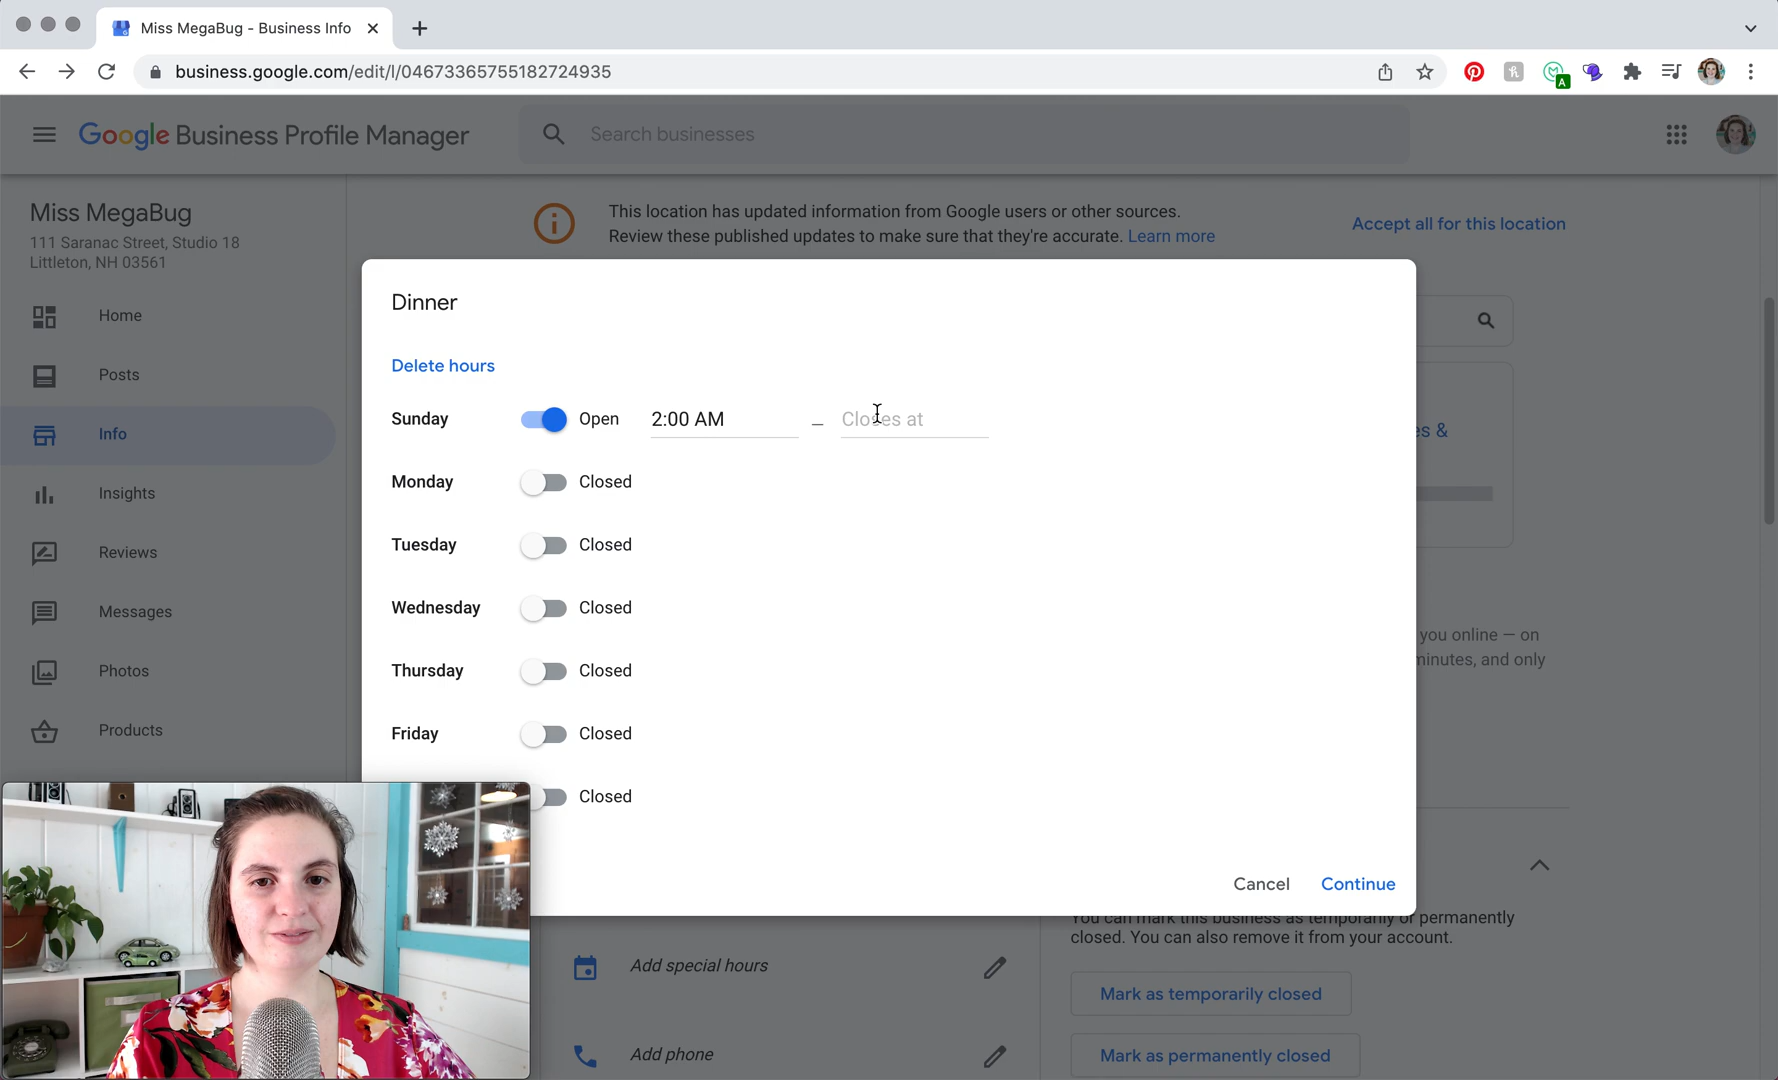 Miss MegaBug - Business Info
business.google.com/edit/l/04673365755182724935
A
Google Business Profile Manager
Search businesses
Miss MegaBug
111 Saranac Street, Studio 18
Littleton, NH 03561
Home
Posts
Info
Insights
Reviews
Messages
Photos
Products
This location has updated information from Google users or other sources.
Review these published updates to make sure that they're accurate. Learn more
Accept all for this location
Dinner
Delete hours
Sunday Open 2:00 AM – Closes at
Monday Closed
Tuesday Closed
Wednesday Closed
Thursday Closed
Friday Closed
Closed
Cancel Continue
&
you online — on
minutes, and only
You can mark this business as temporarily or permanently
closed. You can also remove it from your account.
Add special hours
Mark as temporarily closed
Add phone
Mark as permanently closed